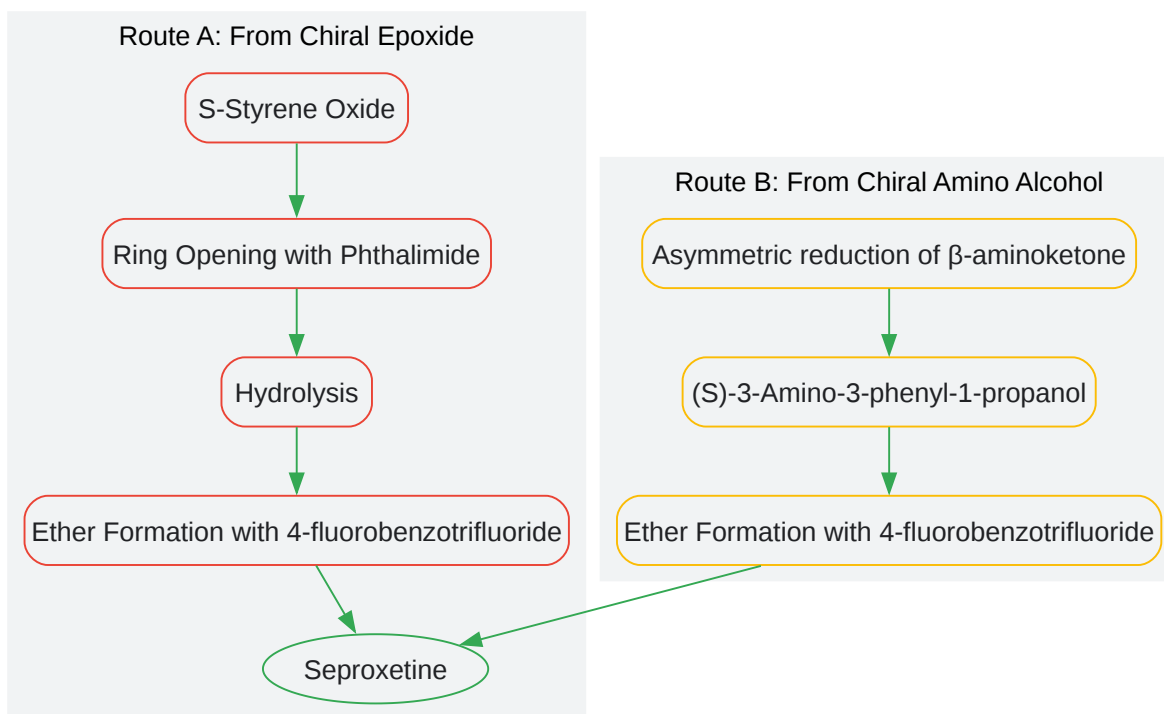 Route A: From Chiral Epoxide
S-Styrene Oxide
Ring Opening with Phthalimide
Hydrolysis
Ether Formation with 4-fluorobenzotrifluoride
Route B: From Chiral Amino Alcohol
Asymmetric reduction of β-aminoketone
(S)-3-Amino-3-phenyl-1-propanol
Ether Formation with 4-fluorobenzotrifluoride
Seproxetine